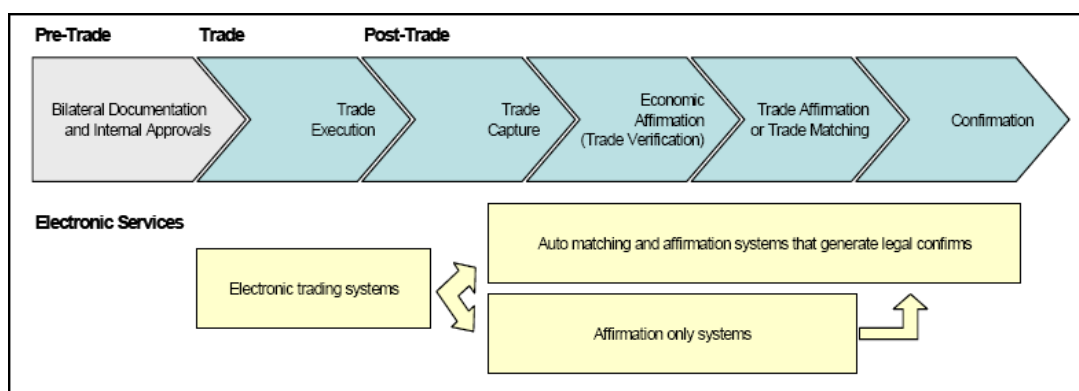 Pre-Trade
Trade
Post-Trade
Bilateral Documentation
and Internal Approvals
Trade
Execution
Trade
Capture
Economic
Affirmation
(Trade Verification)
Trade Affirmation
or Trade Matching
Confirmation
Electronic Services
Electronic trading systems
Auto matching and affirmation systems that generate legal confirms
Affirmation only systems